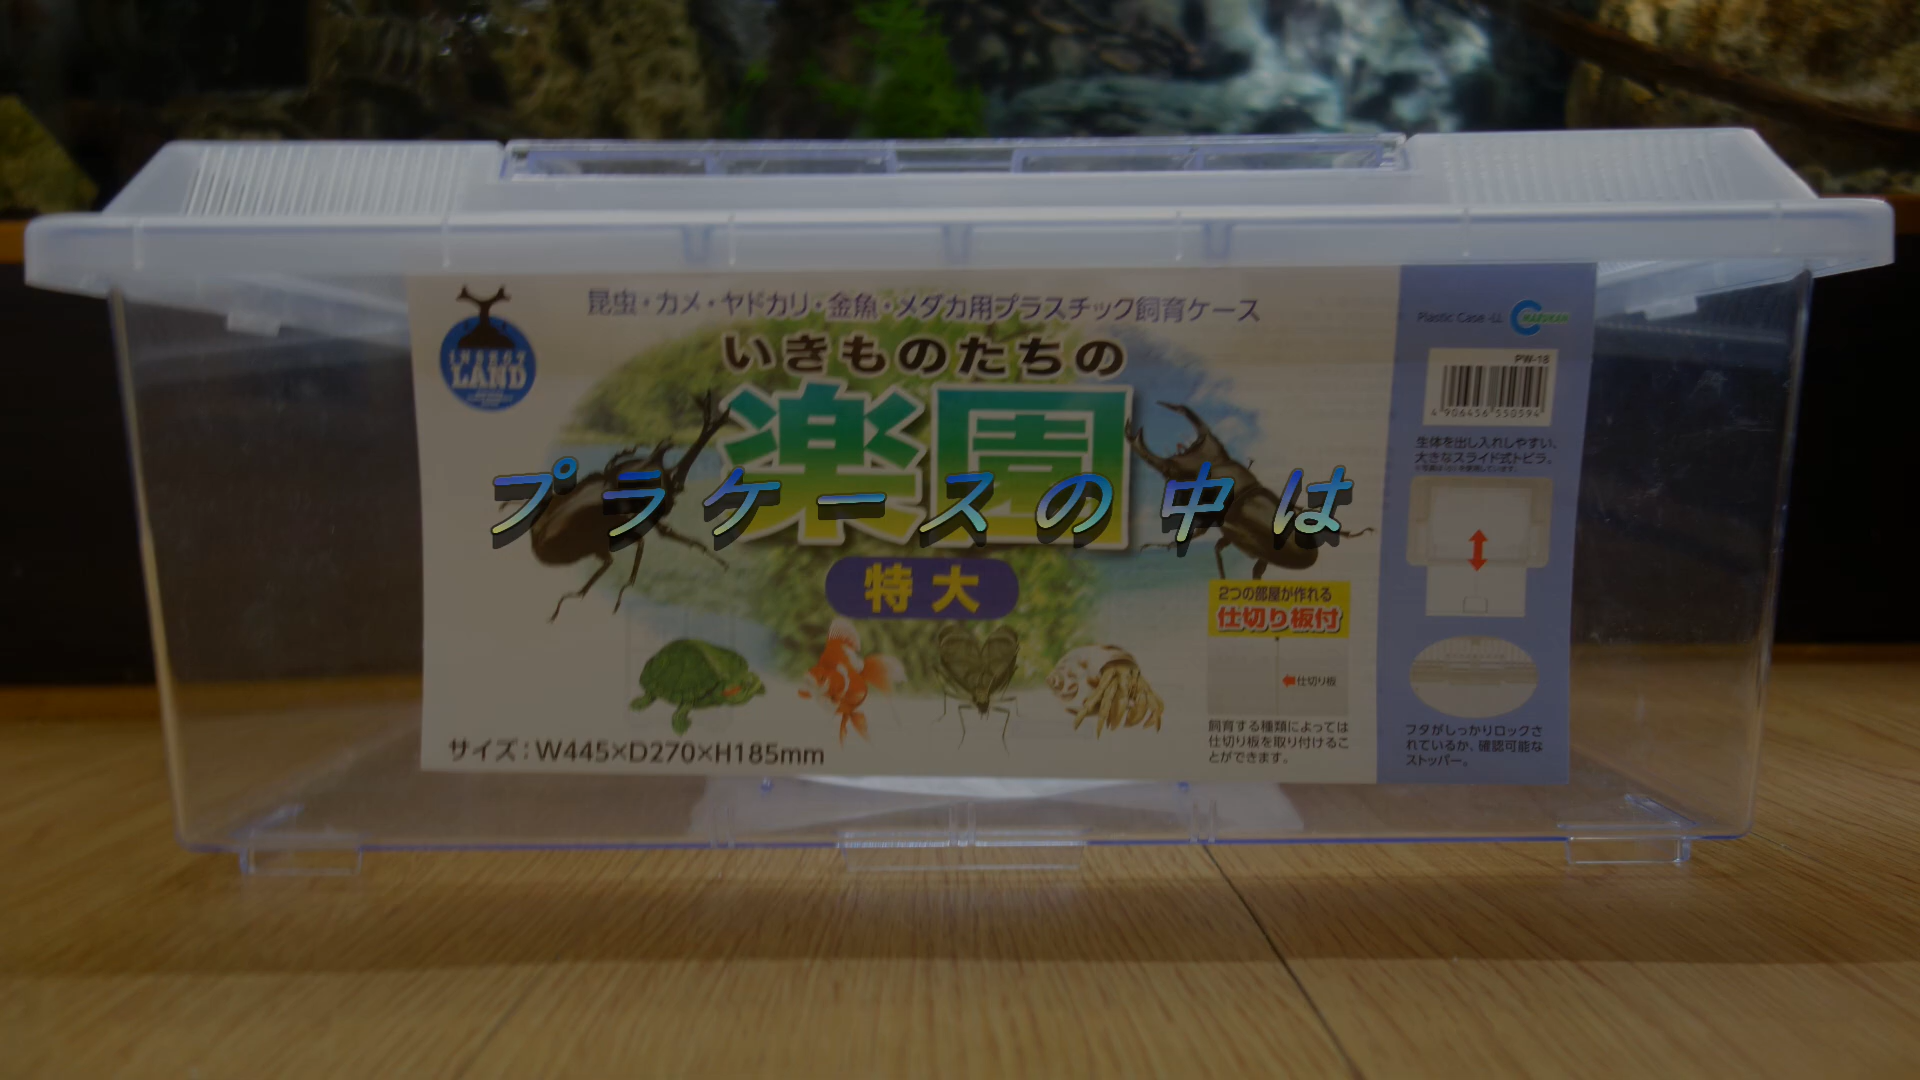 昆虫・カメ・ヤドカリ・金魚・メダカ用プラスチック飼育ケース
INSECT
LAND
いきものたちの
楽園
プラケースの中は
特大
2つの部屋が作れる
仕切り板付
仕切り板
飼育する種類によっては
仕切り板を取り付けるこ
とができます。
サイズ:W445×D270×H185mm
Plastic Case -LL
MARUKAN
PW-18
4 906456 550594
生体を出し入れしやすい、
大きなスライド式トビラ。
フタがしっかりロックさ
れているか、確認可能な
ストッパー。